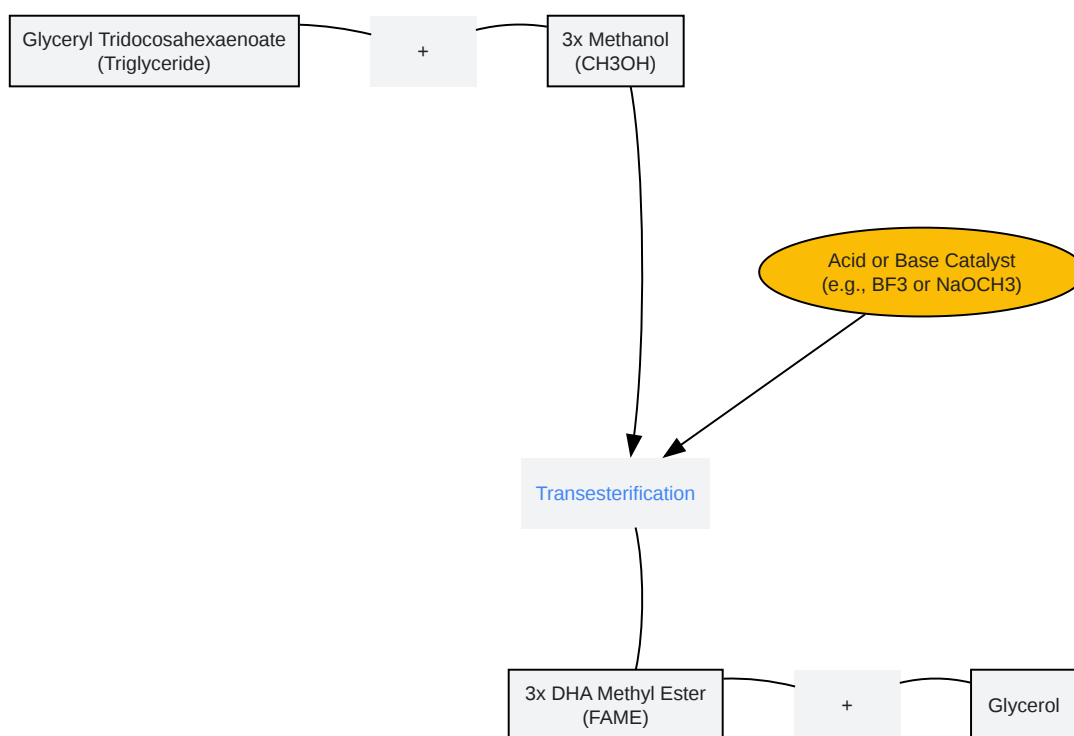 Glyceryl Tridocosahexaenoate
(Triglyceride)
+
3x Methanol
(CH3OH)
Acid or Base Catalyst
(e.g., BF3 or NaOCH3)
Transesterification
3x DHA Methyl Ester
(FAME)
+
Glycerol